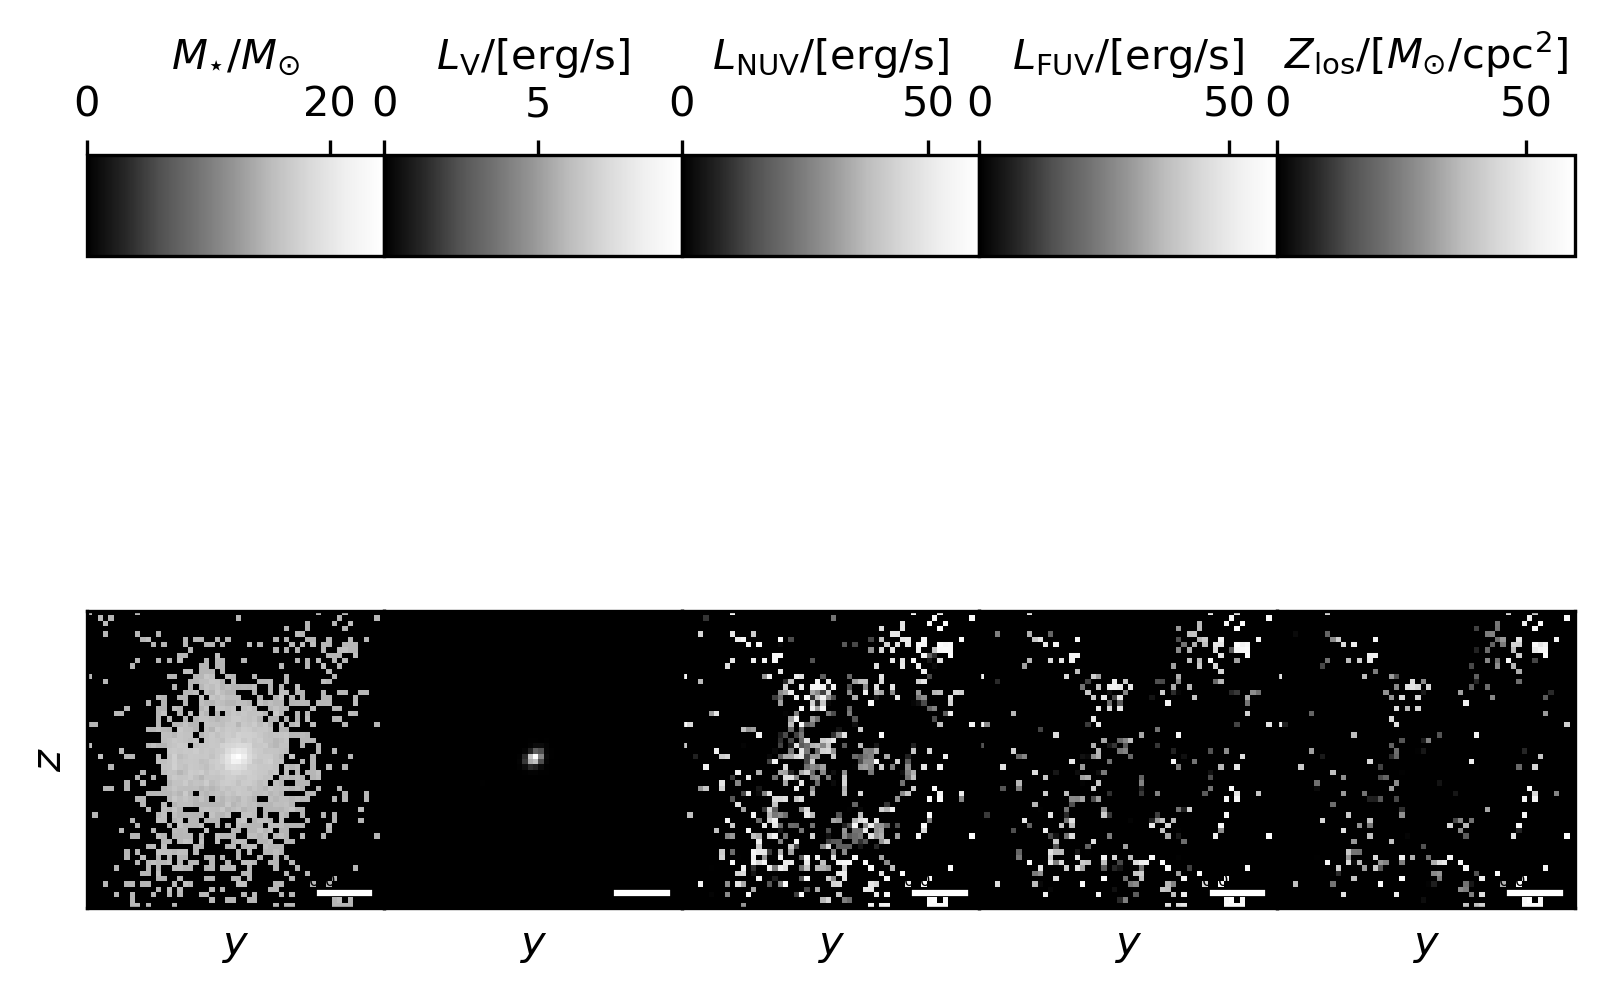 M⋆/M⊙ L_V/[erg/s] L_NUV/[erg/s] L_FUV/[erg/s] Z_los/[M⊙/cpc²]
0 20 0 5 0 50 0 50 0 50
z
y y y y y